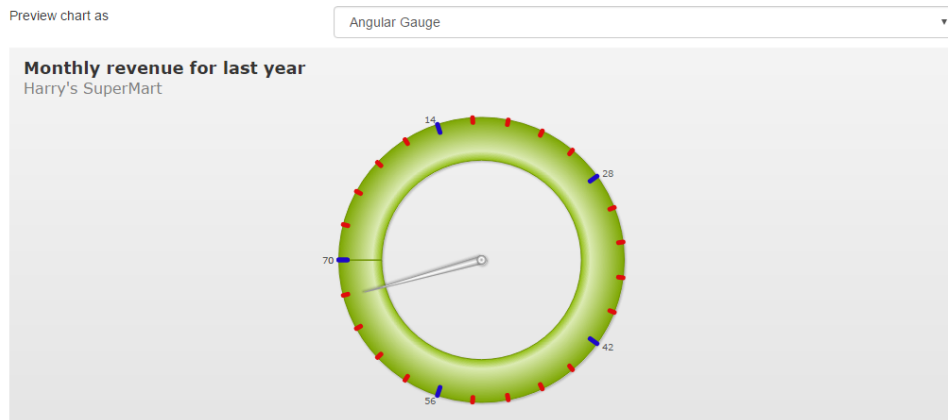 Preview chart as
Angular Gauge
Monthly revenue for last year
Harry's SuperMart
14
28
70
42
56